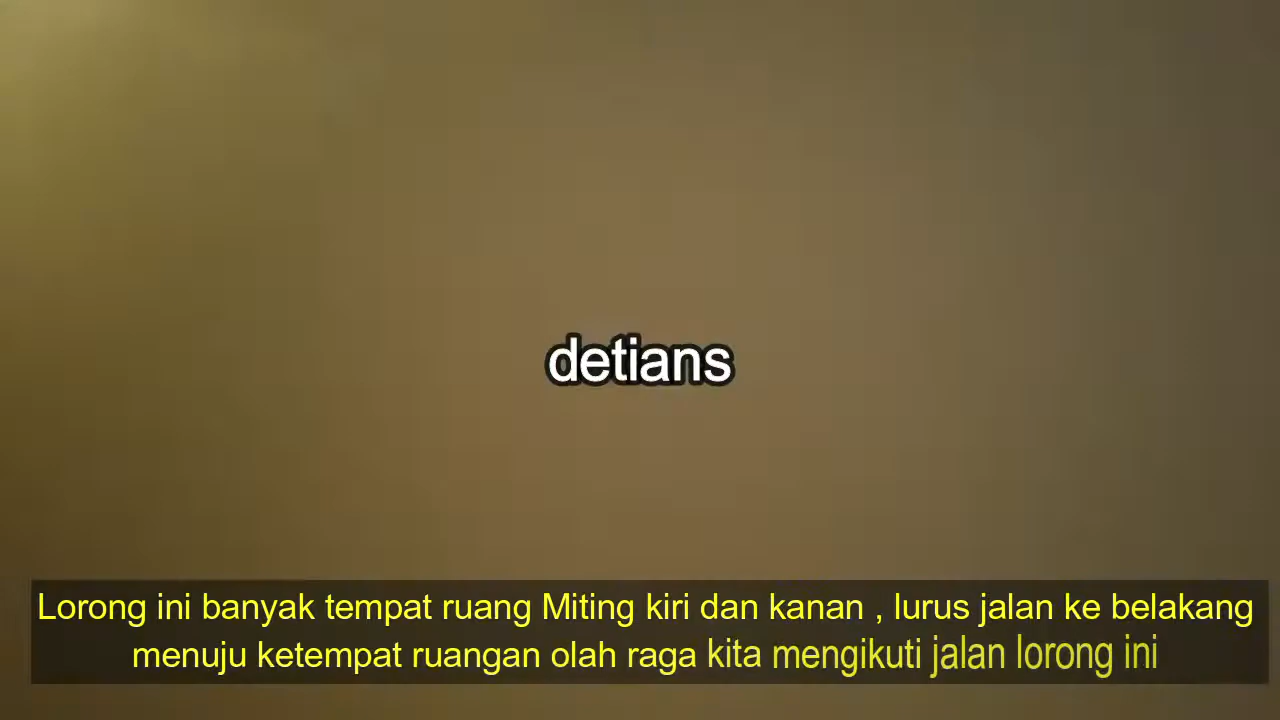 detians
Lorong ini banyak tempat ruang Miting kiri dan kanan , lurus jalan ke belakang
menuju ketempat ruangan olah raga kita mengikuti jalan lorong ini